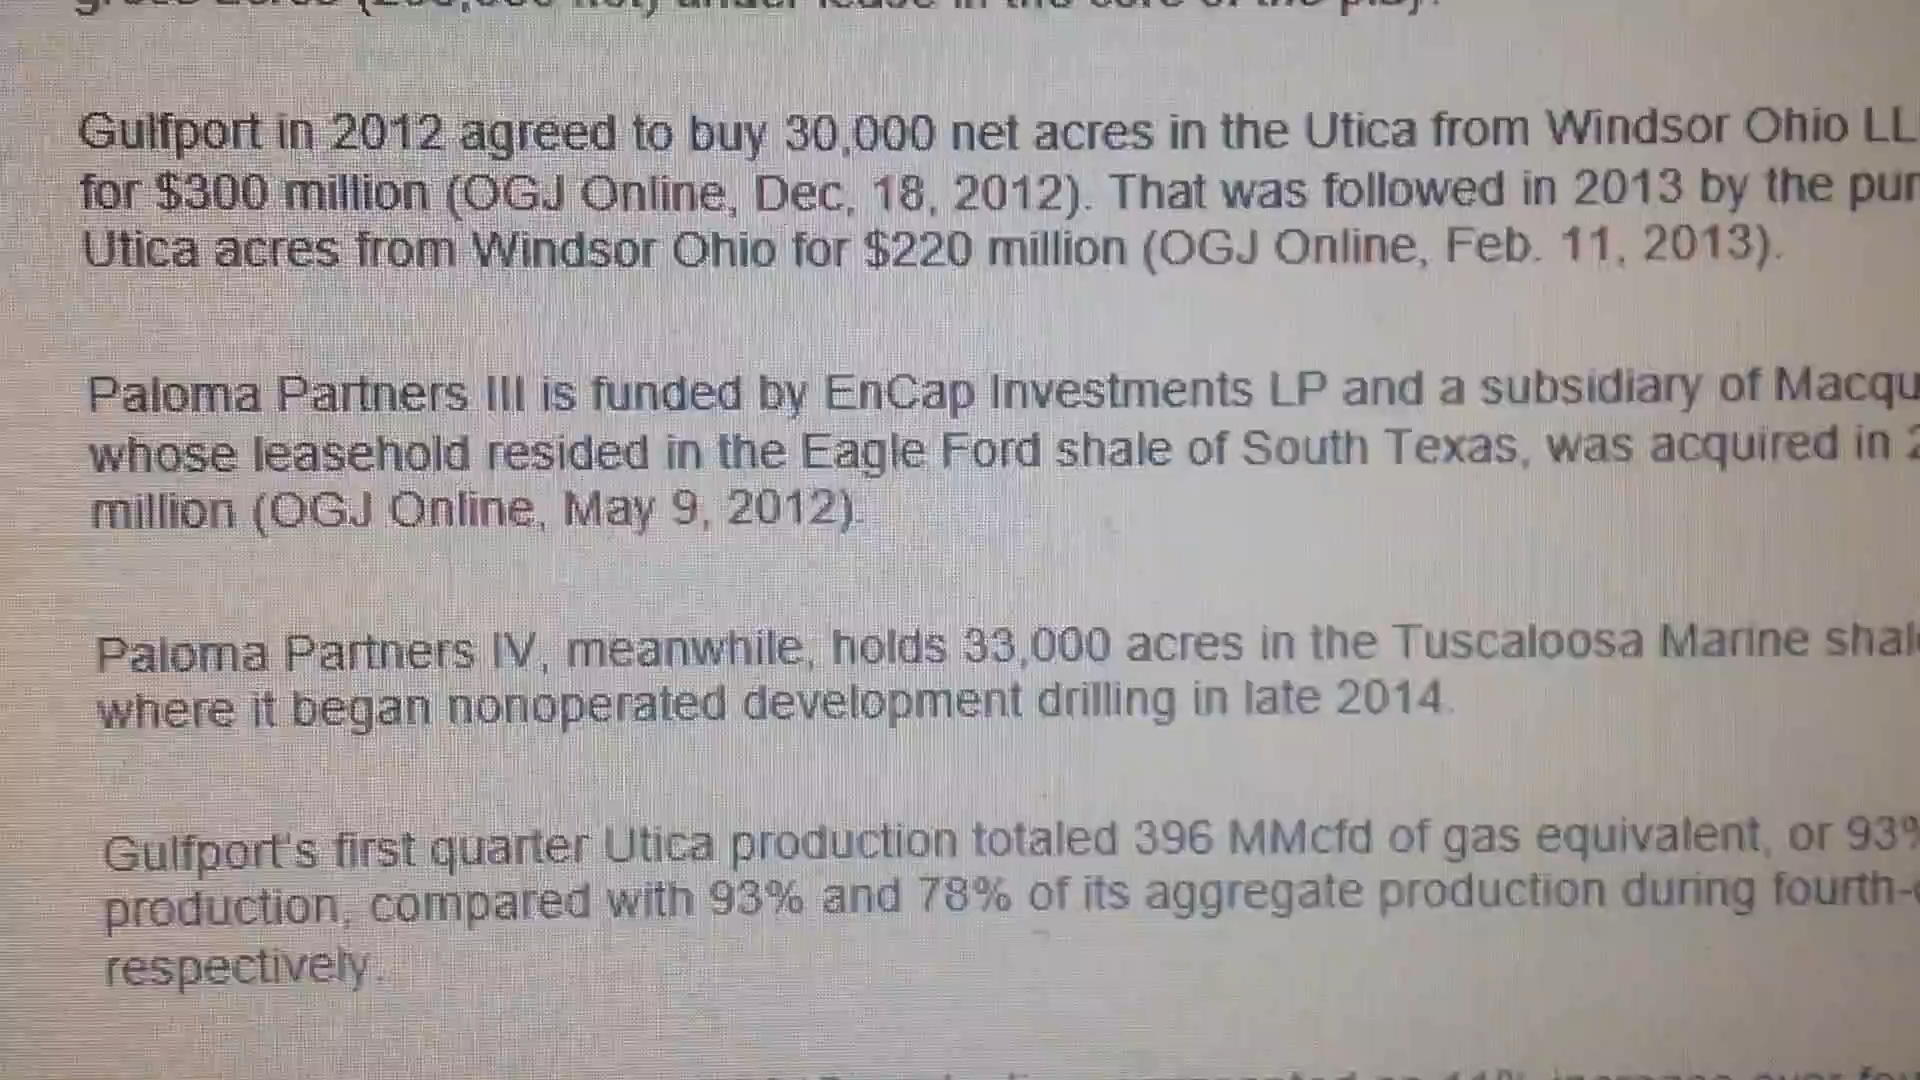 Gulfport in 2012 agreed to buy 30,000 net acres in the Utica from Windsor Ohio LL
for $300 million (OGJ Online, Dec. 18, 2012). That was followed in 2013 by the pur
Utica acres from Windsor Ohio for $220 million (OGJ Online, Feb. 11, 2013).
Paloma Partners III is funded by EnCap Investments LP and a subsidiary of Macqu
whose leasehold resided in the Eagle Ford shale of South Texas, was acquired in 2
million (OGJ Online, May 9, 2012).
Paloma Partners IV, meanwhile, holds 33,000 acres in the Tuscaloosa Marine shal
where it began nonoperated development drilling in late 2014.
Gulfport's first quarter Utica production totaled 396 MMcfd of gas equivalent, or 93%
production, compared with 93% and 78% of its aggregate production during fourth-
respectively.